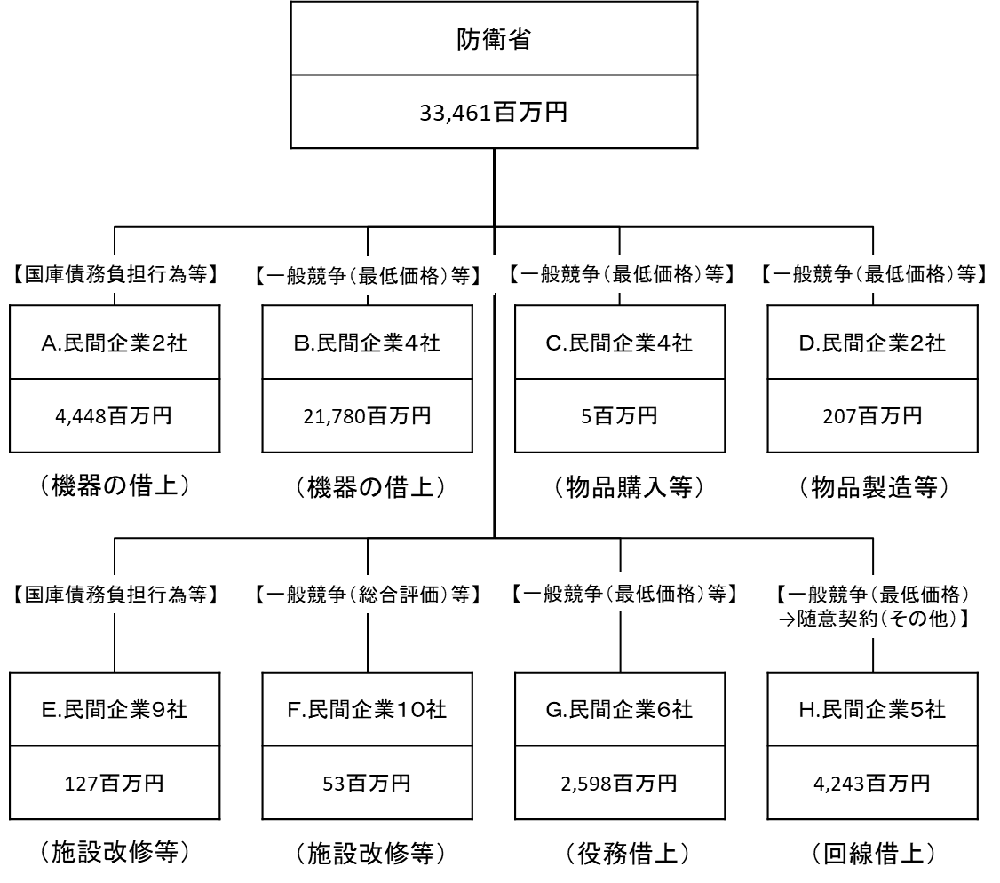 防衛省
33,461百万円
【国庫債務負担行為等】
【一般競争（最低価格）等】
【一般競争（最低価格）等】
【一般競争（最低価格）等】
A.民間企業2社
B.民間企業4社
C.民間企業4社
D.民間企業2社
4,448百万円
21,780百万円
5百万円
207百万円
（機器の借上）
（機器の借上）
（物品購入等）
（物品製造等）
【国庫債務負担行為等】
【一般競争（総合評価）等】
【一般競争（最低価格）等】
【一般競争（最低価格）
→随意契約（その他）】
E.民間企業9社
F.民間企業10社
G.民間企業6社
H.民間企業5社
127百万円
53百万円
2,598百万円
4,243百万円
（施設改修等）
（施設改修等）
（役務借上）
（回線借上）